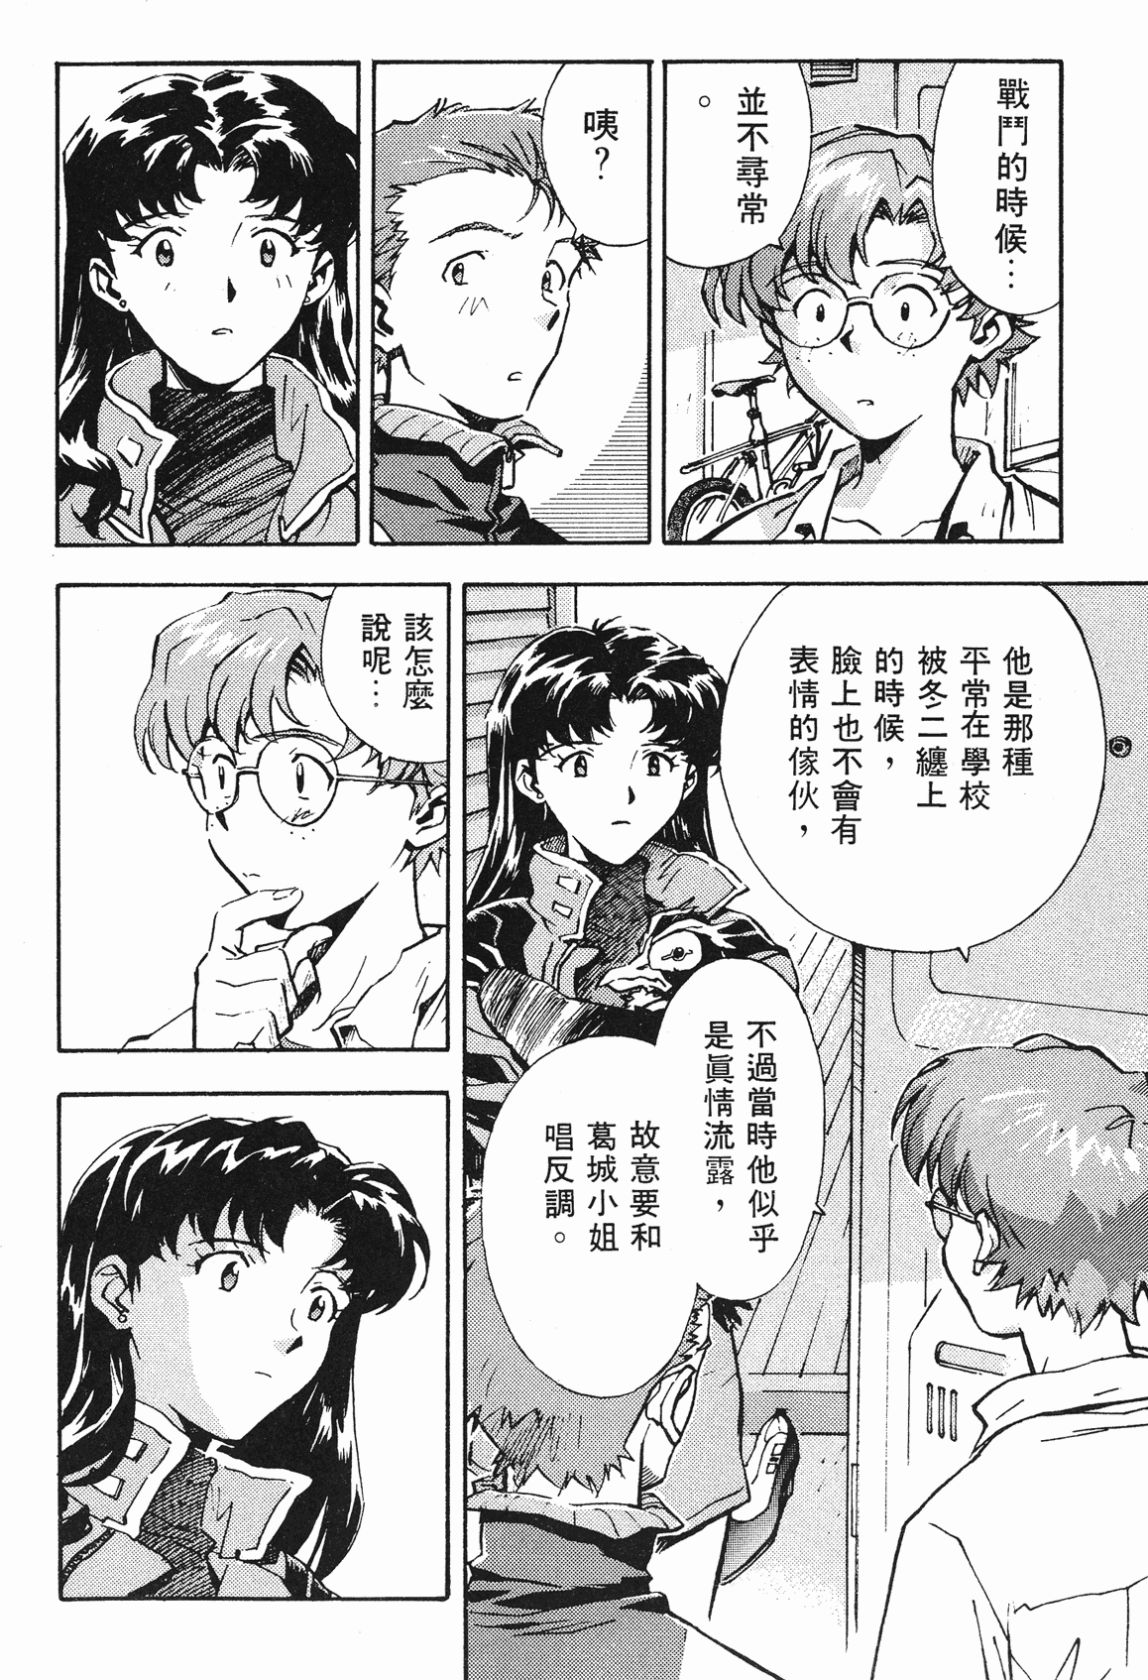 戰鬥的時候⋯
並不尋常
。
咦？
他是那種
平常在學校
被冬二纏上
的時候，
臉上也不會有
表情的傢伙，
不過當時他似乎
是眞情流露，
故意要和
葛城小姐
唱反調。
該怎麼
說呢⋯